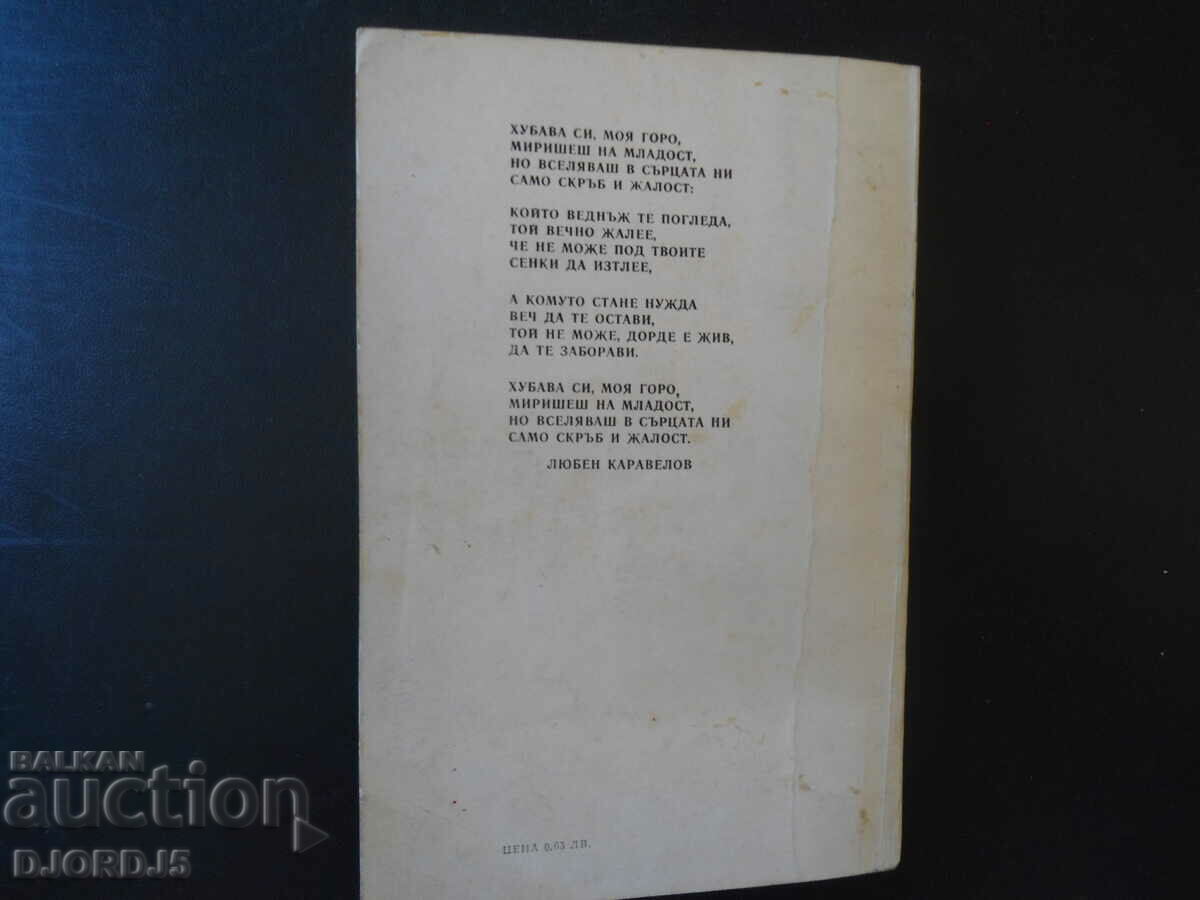 ХУБАВА СИ, МОЯ ГОРО,
МИРИШЕШ НА МЛАДОСТ,
НО ВСЕЛЯВАШ В СЪРЦАТА НИ
САМО СКРЪБ И ЖАЛОСТ:
КОЙТО ВЕДНЪЖ ТЕ ПОГЛЕДА,
ТОЙ ВЕЧНО ЖАЛЕЕ,
ЧЕ НЕ МОЖЕ ПОД ТВОИТЕ
СЕНКИ ДА ИЗТЛЕЕ,
А КОМУТО СТАНЕ НУЖДА
ВЕЧ ДА ТЕ ОСТАВИ,
ТОЙ НЕ МОЖЕ, ДОРДЕ Е ЖИВ,
ДА ТЕ ЗАБОРАВИ.
ХУБАВА СИ, МОЯ ГОРО,
МИРИШЕШ НА МЛАДОСТ,
НО ВСЕЛЯВАШ В СЪРЦАТА НИ
САМО СКРЪБ И ЖАЛОСТ.
ЛЮБЕН КАРАВЕЛОВ
ЦЕНА 0,63 ЛВ.
BALKAN
auction
DJORDJ5